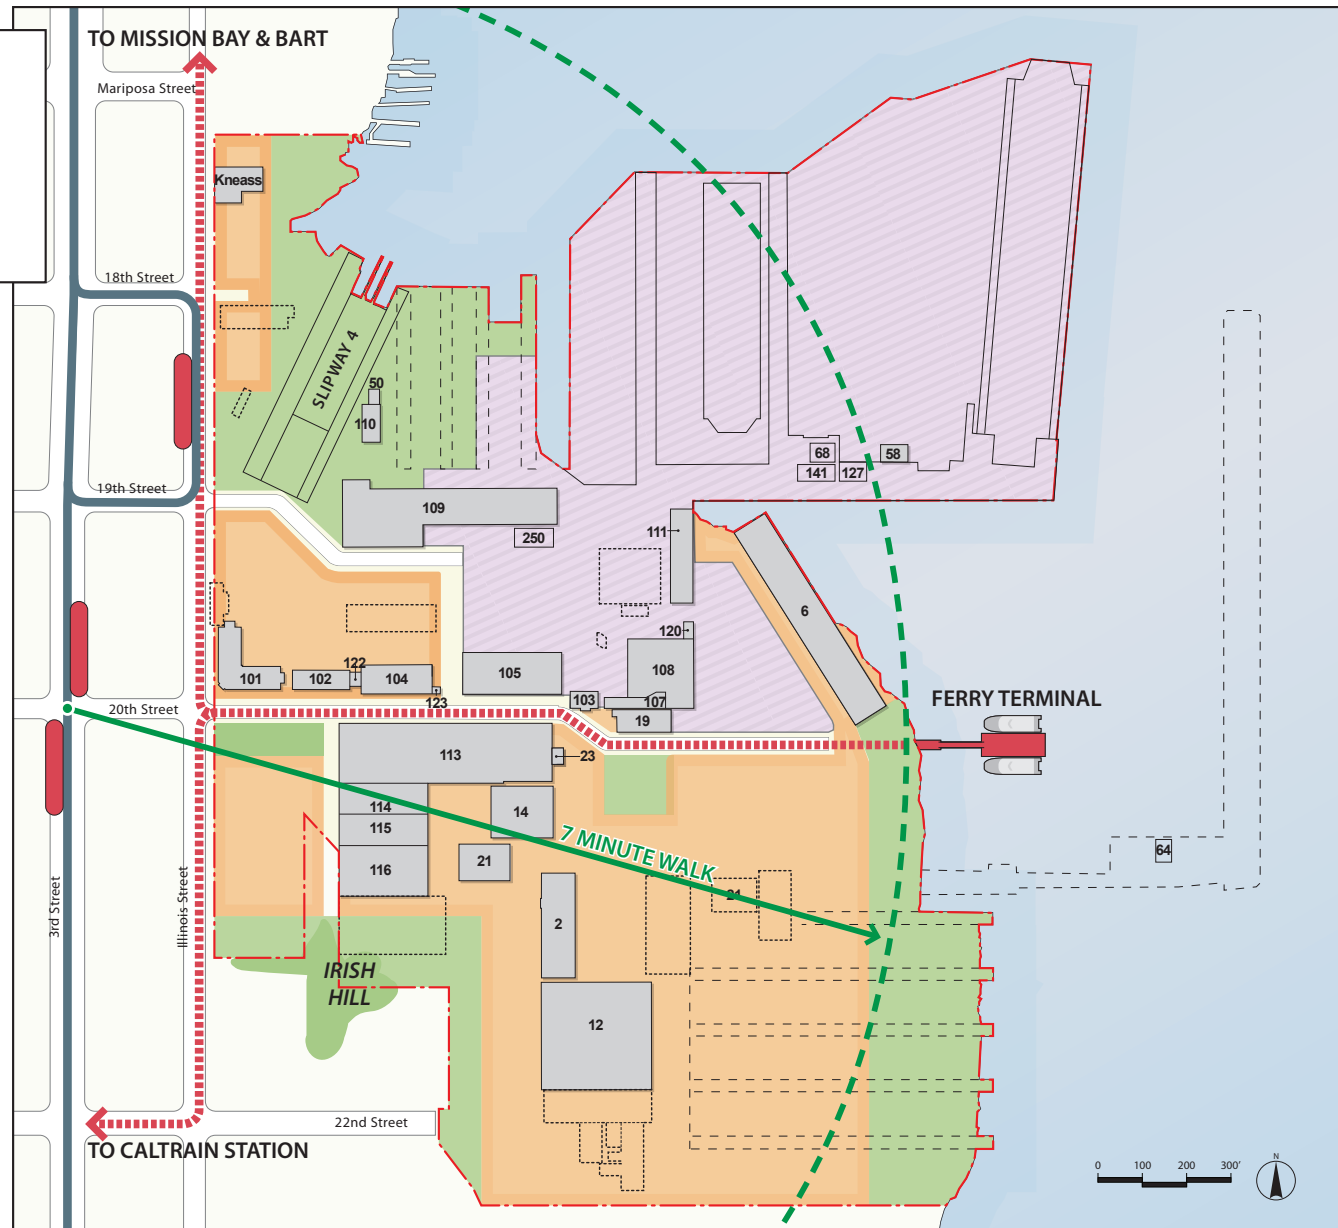 TO MISSION BAY & BART
Mariposa Street
Kneass
18th Street
SLIPWAY 4
50
110
68
58
141
127
19th Street
109
250
111
6
120
122
101
102
104
105
108
123
103
107
20th Street
19
FERRY TERMINAL
113
23
114
14
115
7 MINUTE WALK
21
64
116
21
3rd Street
Illinois Street
2
IRISH
HILL
12
22nd Street
TO CALTRAIN STATION
0 100 200 300'
N